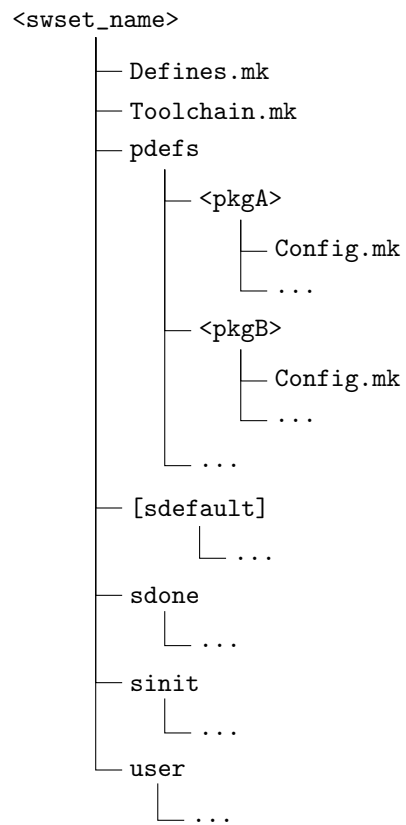 <swset_name>
Defines.mk
Toolchain.mk
pdefs
<pkgA>
Config.mk
...
<pkgB>
Config.mk
...
...
[sdefault]
...
sdone
...
sinit
...
user
...